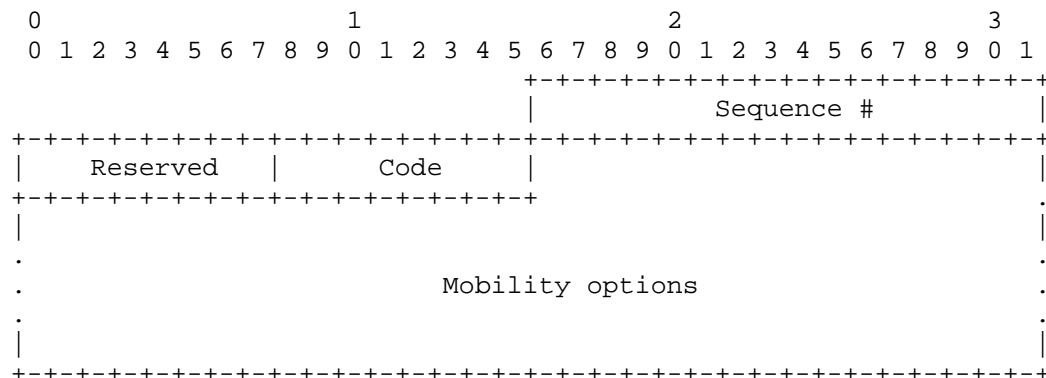 0                   1                   2                   3
 0 1 2 3 4 5 6 7 8 9 0 1 2 3 4 5 6 7 8 9 0 1 2 3 4 5 6 7 8 9 0 1
                                +-+-+-+-+-+-+-+-+-+-+-+-+-+-+-+-+
                                |           Sequence #          |
+-+-+-+-+-+-+-+-+-+-+-+-+-+-+-+-+-+-+-+-+-+-+-+-+-+-+-+-+-+-+-+-+
|    Reserved   |      Code     |                               |
+-+-+-+-+-+-+-+-+-+-+-+-+-+-+-+-+                               .
|                                                               |
.                                                               .
.                          Mobility options                     .
.                                                               .
|                                                               |
+-+-+-+-+-+-+-+-+-+-+-+-+-+-+-+-+-+-+-+-+-+-+-+-+-+-+-+-+-+-+-+-+